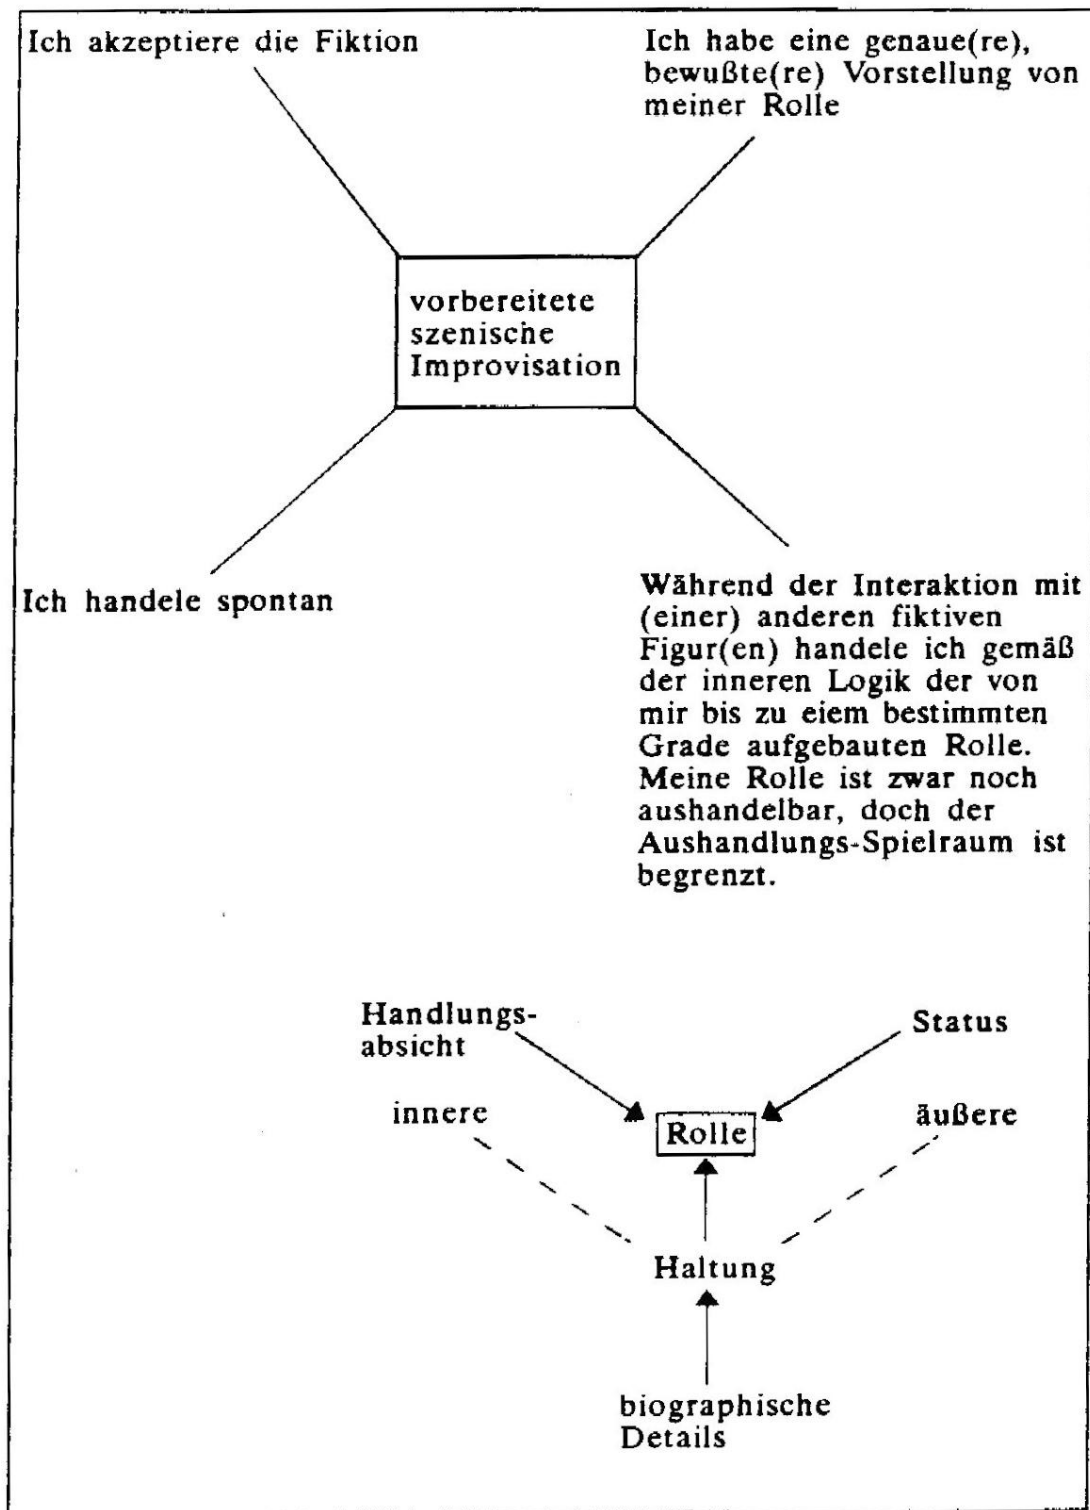 Ich akzeptiere die Fiktion
Ich habe eine genaue(re),
bewußte(re) Vorstellung von
meiner Rolle
vorbereitete
szenische
Improvisation
Ich handele spontan
Während der Interaktion mit
(einer) anderen fiktiven
Figur(en) handele ich gemäß
der inneren Logik der von
mir bis zu eiem bestimmten
Grade aufgebauten Rolle.
Meine Rolle ist zwar noch
aushandelbar, doch der
Aushandlungs-Spielraum ist
begrenzt.
Handlungs-
absicht
Status
innere
Rolle
äußere
Haltung
biographische
Details